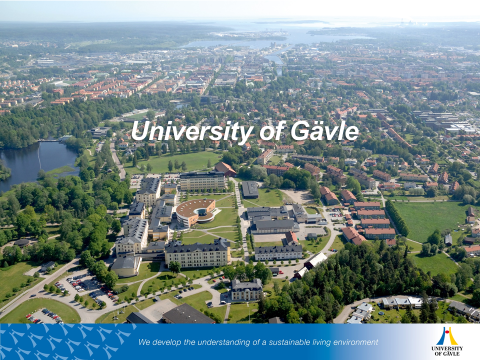 University of Gävle
We develop the understanding of a sustainable living environment
UNIVERSITY
OF GÄVLE